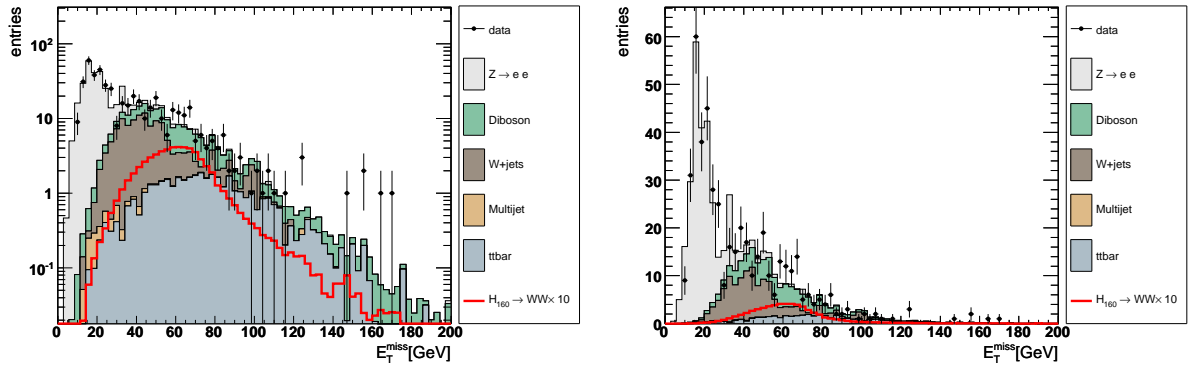 entries
10²
10
1
10⁻¹
0 20 40 60 80 100 120 140 160 180 200
E_T^miss[GeV]
data
Z → e e
Diboson
W+jets
Multijet
ttbar
H₁₆₀ → WW× 10
entries
60
50
40
30
20
10
0
0 20 40 60 80 100 120 140 160 180 200
E_T^miss[GeV]
data
Z → e e
Diboson
W+jets
Multijet
ttbar
H₁₆₀ → WW× 10